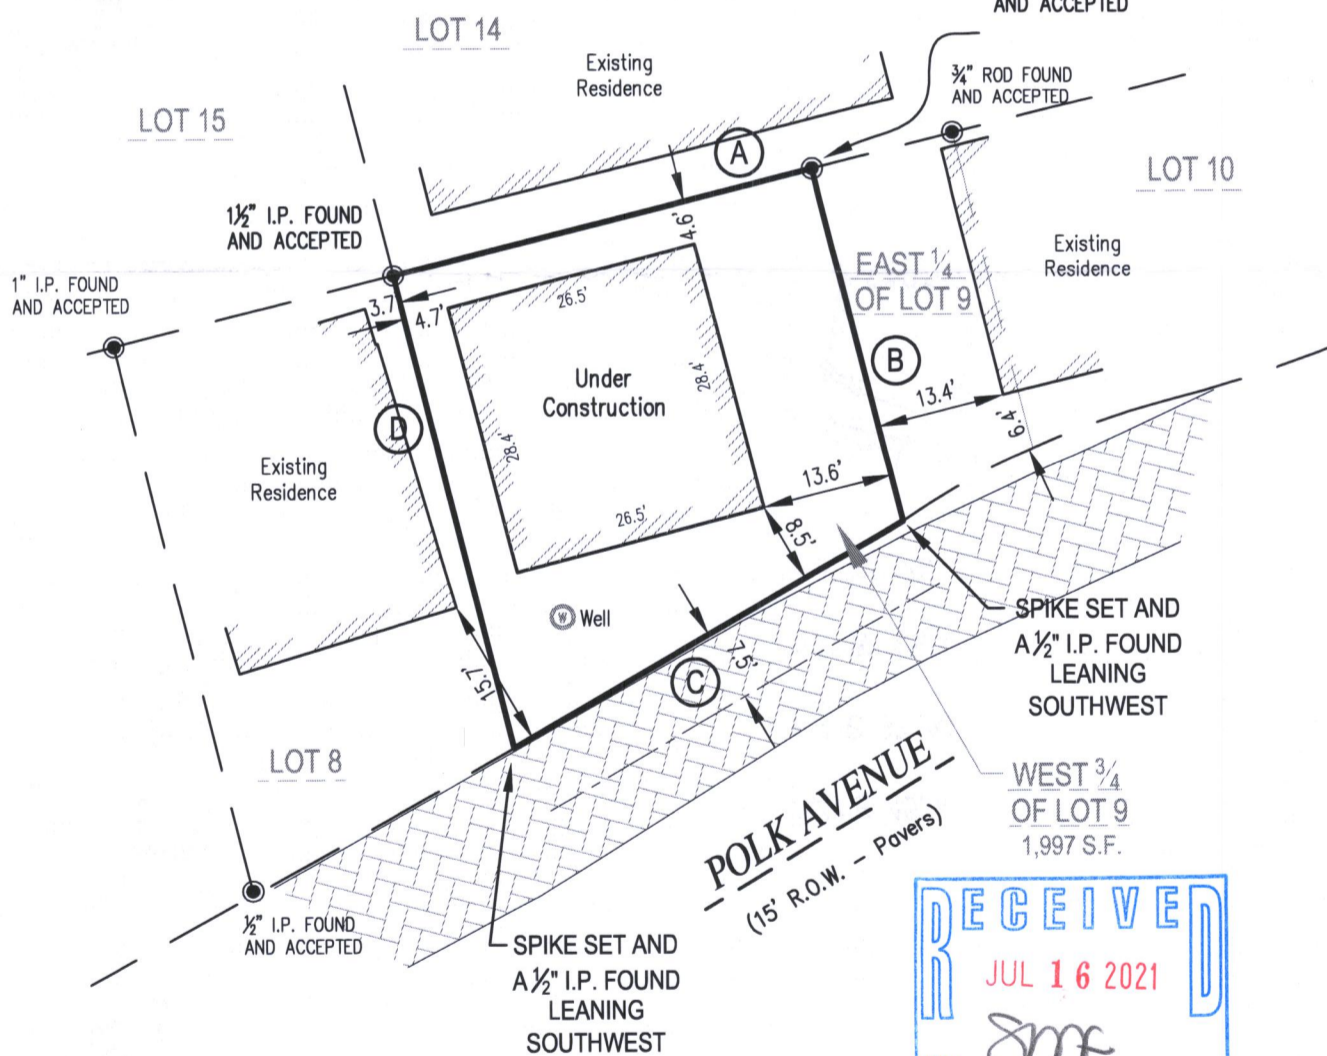 AND ACCEPTED
LOT 14
Existing
Residence
¾" ROD FOUND
AND ACCEPTED
LOT 15
A
LOT 10
1½" I.P. FOUND
AND ACCEPTED
4.6'
EAST ¼
OF LOT 9
Existing
Residence
1" I.P. FOUND
AND ACCEPTED
3.7
4.7'
26.5'
B
Under
Construction
28.4'
13.4'
6.4'
D
28.4'
Existing
Residence
13.6'
26.5'
8.5'
W
Well
SPIKE SET AND
A ½" I.P. FOUND
LEANING
SOUTHWEST
15.7'
7.5'
C
LOT 8
POLK AVENUE
(15' R.O.W. - Pavers)
WEST ¾
OF LOT 9
1,997 S.F.
½" I.P. FOUND
AND ACCEPTED
SPIKE SET AND
A ½" I.P. FOUND
LEANING
SOUTHWEST
RECEIVED
JUL 16 2021